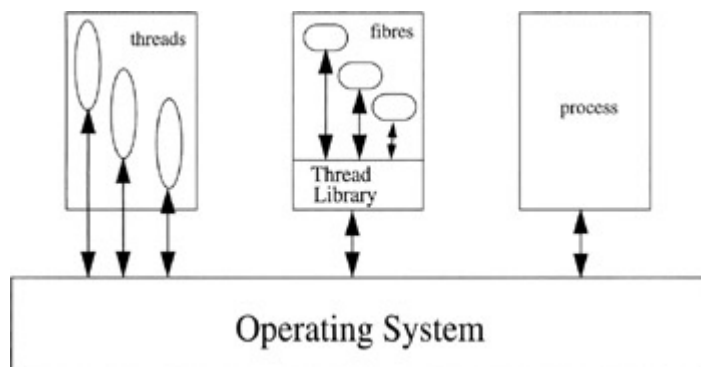 threads
fibres
process
Thread
Library
Operating System